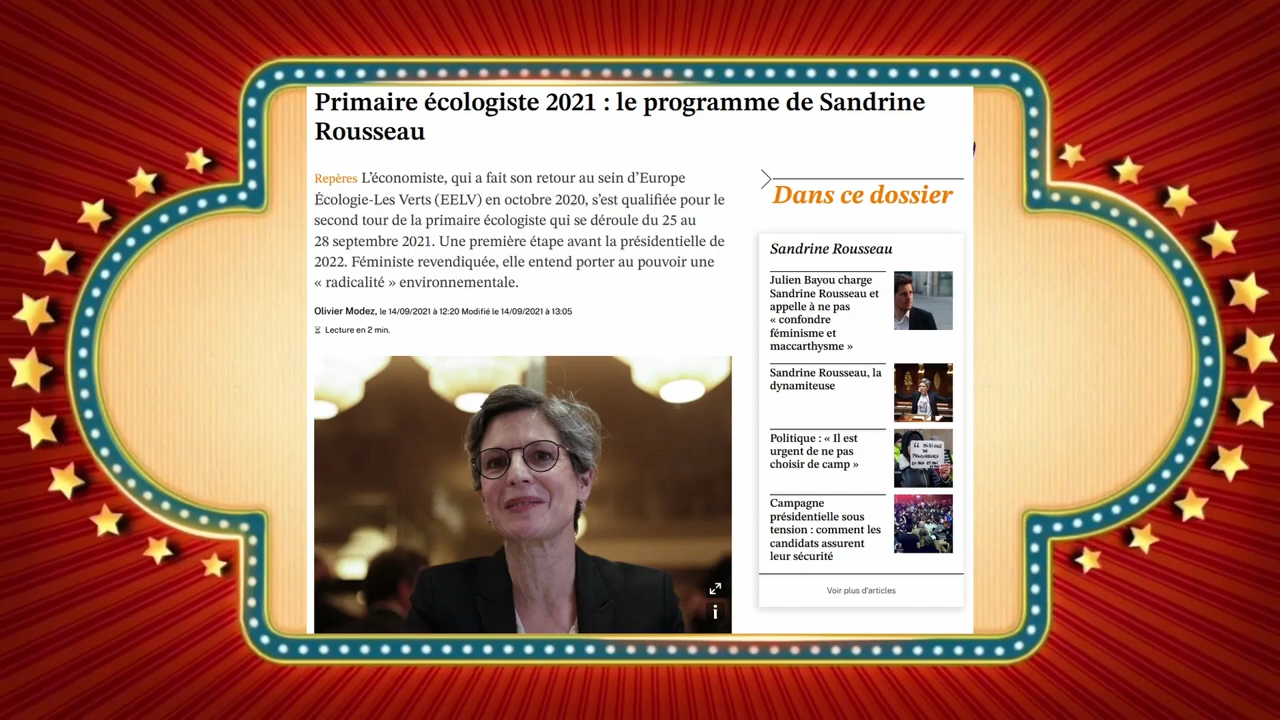 Primaire écologiste 2021 : le programme de Sandrine
Rousseau
Repères L’économiste, qui a fait son retour au sein d’Europe
Écologie-Les Verts (EELV) en octobre 2020, s’est qualifiée pour le
second tour de la primaire écologiste qui se déroule du 25 au
28 septembre 2021. Une première étape avant la présidentielle de
2022. Féministe revendiquée, elle entend porter au pouvoir une
« radicalité » environnementale.
Olivier Modez, le 14/09/2021 à 12:20 Modifié le 14/09/2021 à 13:05
Lecture en 2 min.
i
Dans ce dossier
Sandrine Rousseau
Julien Bayou charge
Sandrine Rousseau et
appelle à ne pas
« confondre
féminisme et
maccarthysme »
Sandrine Rousseau, la
dynamiteuse
Politique : « Il est
urgent de ne pas
choisir de camp »
Campagne
présidentielle sous
tension : comment les
candidats assurent
leur sécurité
Voir plus d’articles